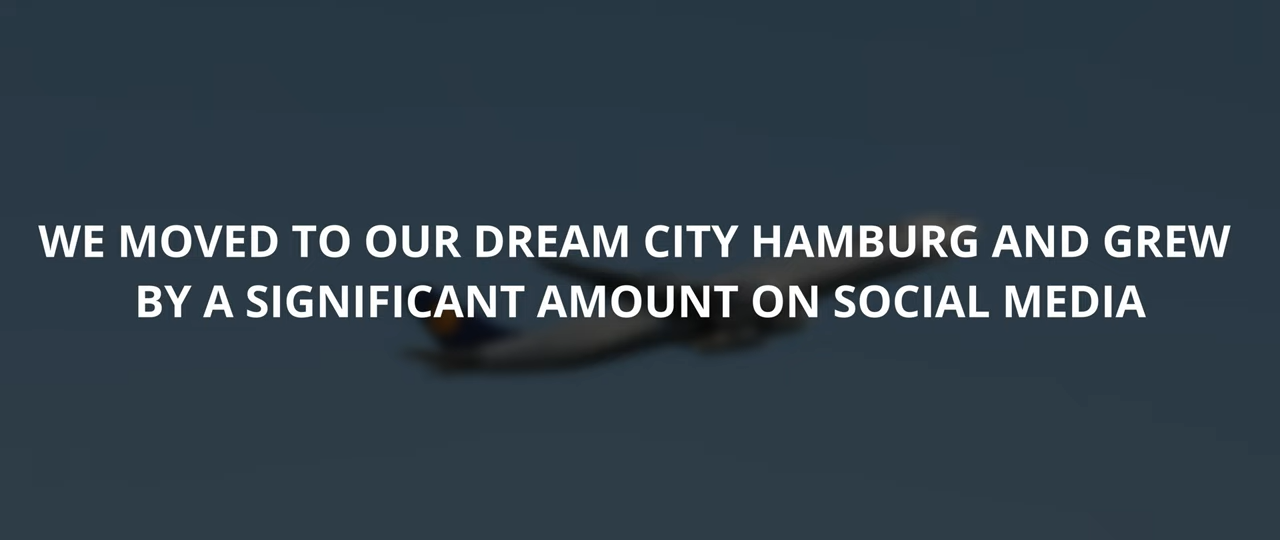 WE MOVED TO OUR DREAM CITY HAMBURG AND GREW
BY A SIGNIFICANT AMOUNT ON SOCIAL MEDIA